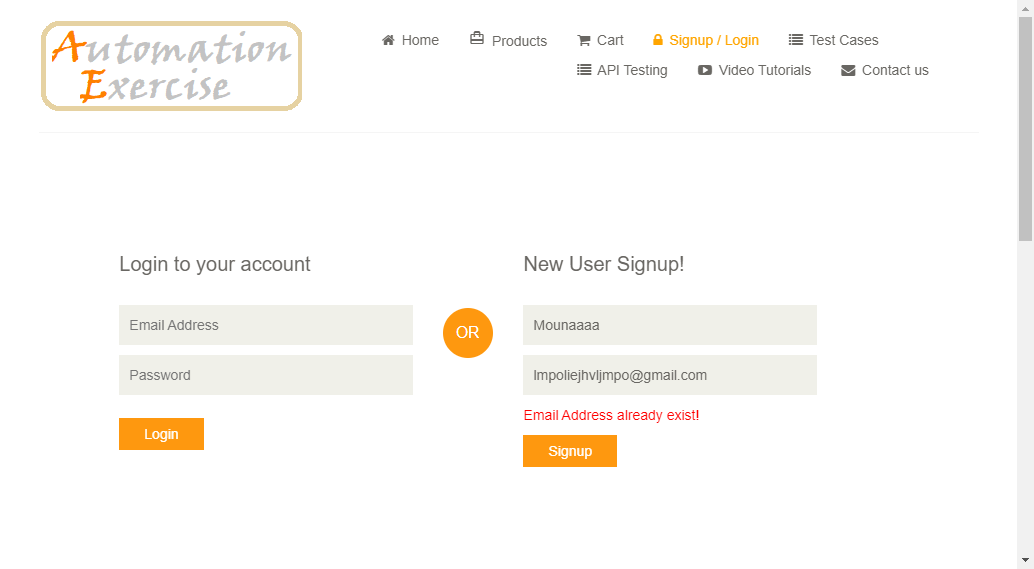 Automation
Exercise
Home Products Cart Signup / Login Test Cases
API Testing Video Tutorials Contact us
Login to your account
Email Address
Password
Login
OR
New User Signup!
Mounaaaa
lmpoliejhvljmpo@gmail.com
Email Address already exist!
Signup